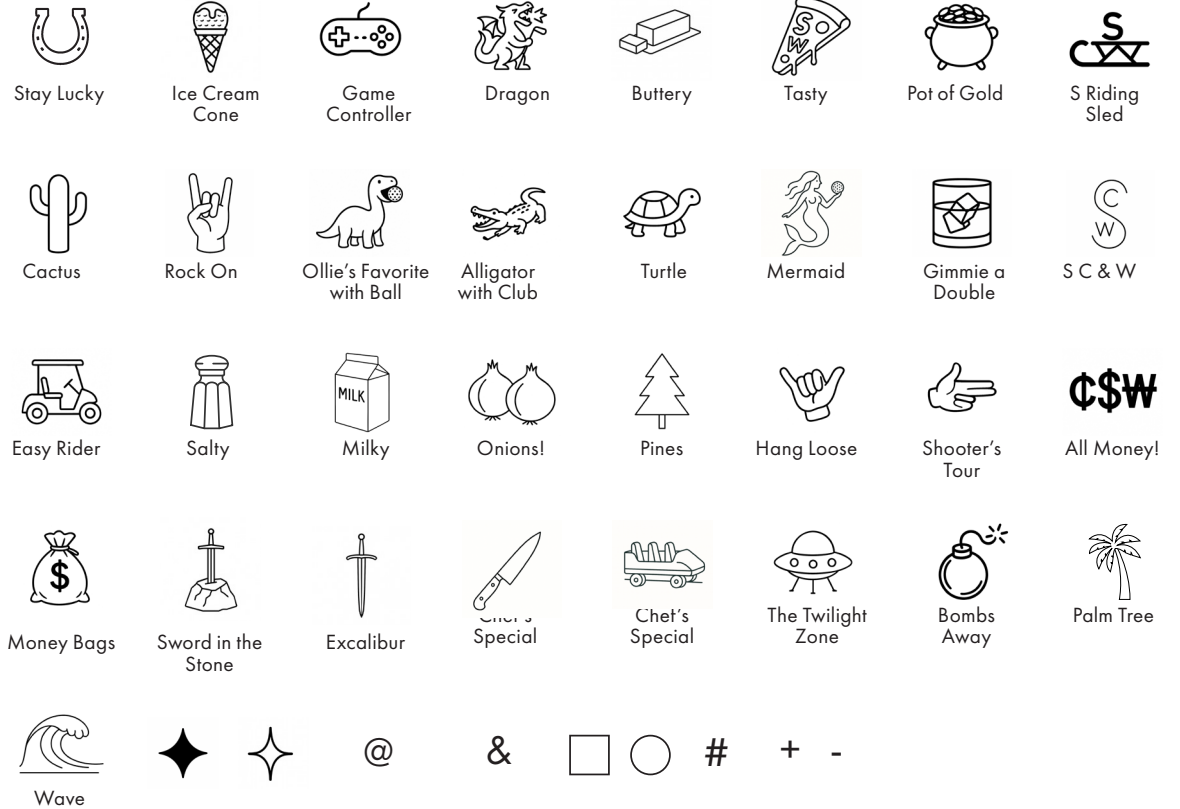 S O
W
S
Stay Lucky
Ice Cream
Cone
Game
Controller
Dragon
Buttery
Tasty
Pot of Gold
S Riding
Sled
S
C
W
Cactus
Rock On
Ollie's Favorite
with Ball
Alligator
with Club
Turtle
Mermaid
Gimmie a
Double
S C & W
MILK
¢$₩
Easy Rider
Salty
Milky
Onions!
Pines
Hang Loose
Shooter's
Tour
All Money!
$
Money Bags
Sword in the
Stone
Excalibur
Chef's
Special
Chef's
Special
The Twilight
Zone
Bombs
Away
Palm Tree
@ & # + -
Wave